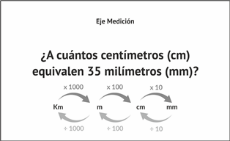 Eje Medición
¿A cuántos centímetros (cm)
equivalen 35 milímetros (mm)?
x 1000 x 100 x 10
Km m cm mm
÷ 1000 ÷ 100 ÷ 10